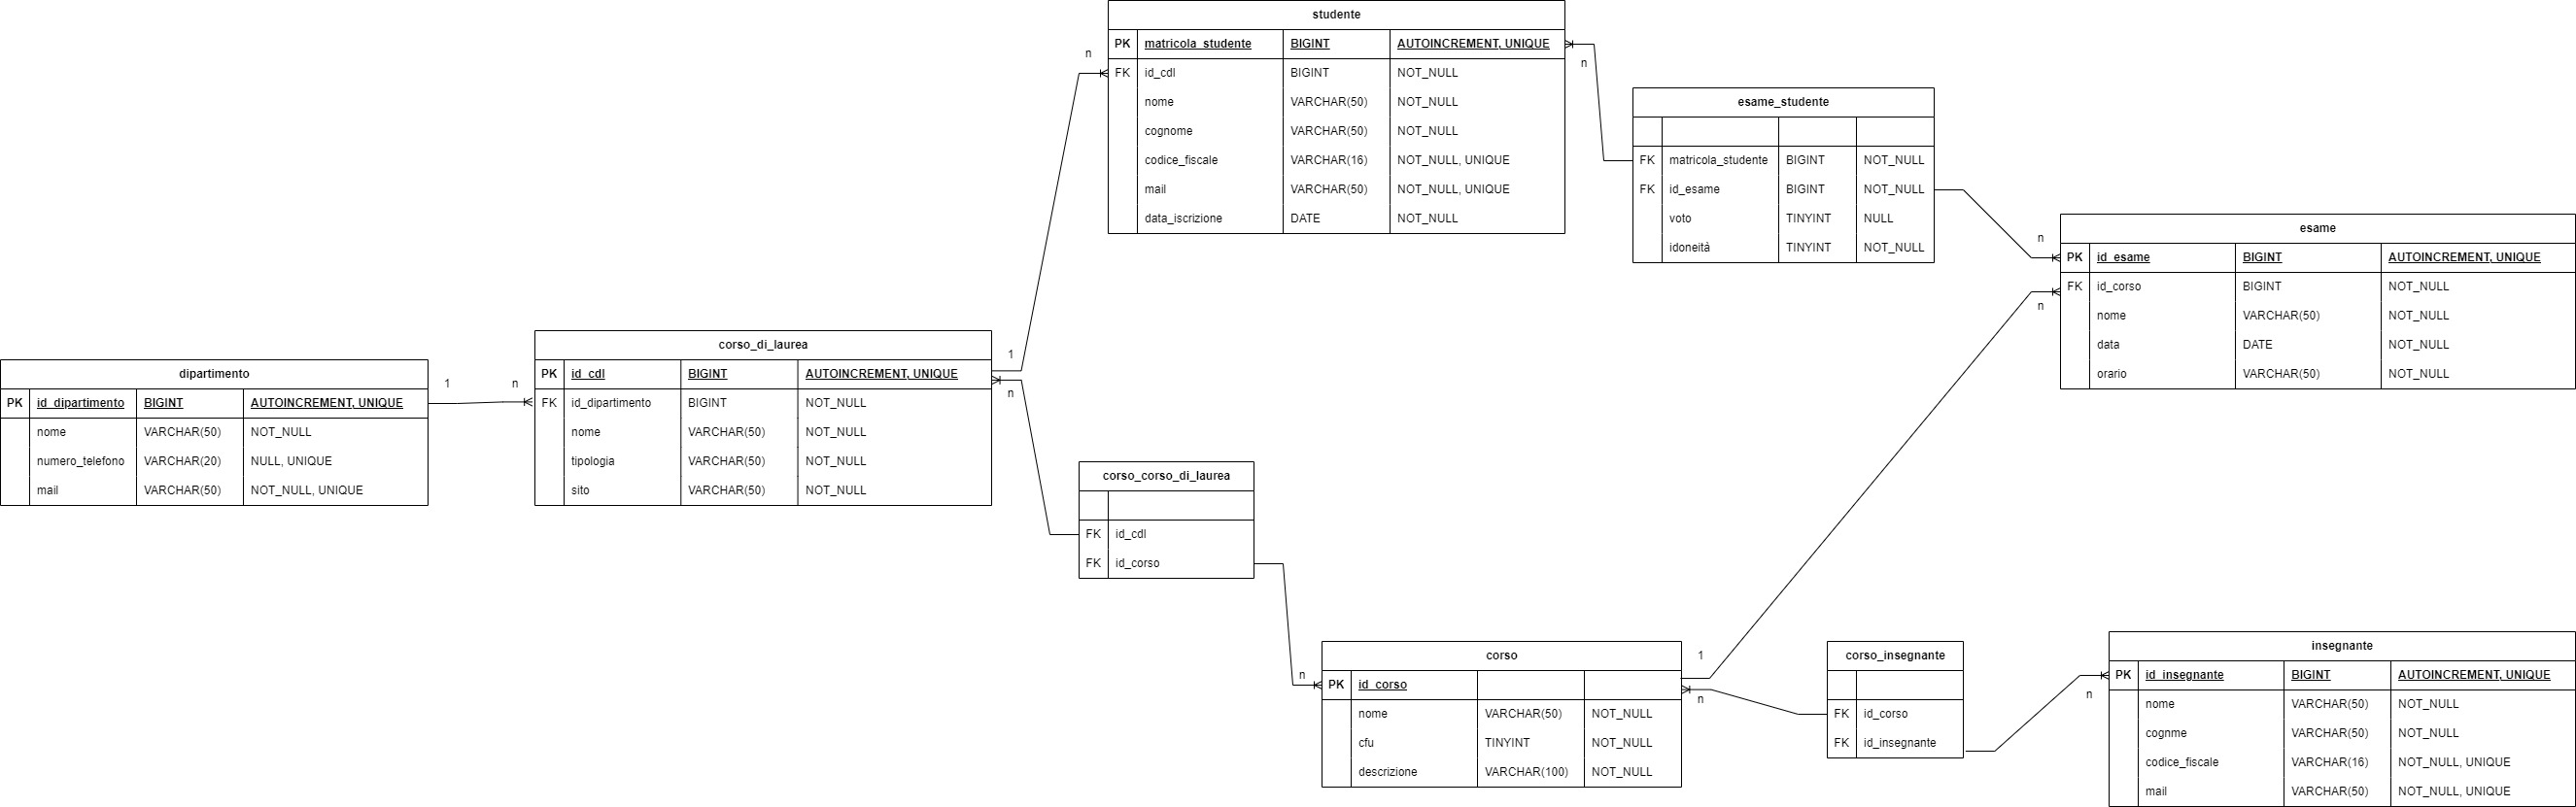 studente
PK matricola_studente BIGINT AUTOINCREMENT, UNIQUE
FK id_cdl BIGINT NOT_NULL
nome VARCHAR(50) NOT_NULL
cognome VARCHAR(50) NOT_NULL
codice_fiscale VARCHAR(16) NOT_NULL, UNIQUE
mail VARCHAR(50) NOT_NULL, UNIQUE
data_iscrizione DATE NOT_NULL
n
n
esame_studente
FK matricola_studente BIGINT NOT_NULL
FK id_esame BIGINT NOT_NULL
voto TINYINT NULL
idoneità TINYINT NOT_NULL
n
n
esame
PK id_esame BIGINT AUTOINCREMENT, UNIQUE
FK id_corso BIGINT NOT_NULL
nome VARCHAR(50) NOT_NULL
data DATE NOT_NULL
orario VARCHAR(50) NOT_NULL
dipartimento
PK id_dipartimento BIGINT AUTOINCREMENT, UNIQUE
nome VARCHAR(50) NOT_NULL
numero_telefono VARCHAR(20) NULL, UNIQUE
mail VARCHAR(50) NOT_NULL, UNIQUE
1 n
corso_di_laurea
PK id_cdl BIGINT AUTOINCREMENT, UNIQUE
FK id_dipartimento BIGINT NOT_NULL
nome VARCHAR(50) NOT_NULL
tipologia VARCHAR(50) NOT_NULL
sito VARCHAR(50) NOT_NULL
1
n
corso_corso_di_laurea
FK id_cdl
FK id_corso
n
corso
PK id_corso
nome VARCHAR(50) NOT_NULL
cfu TINYINT NOT_NULL
descrizione VARCHAR(100) NOT_NULL
1
n
corso_insegnante
FK id_corso
FK id_insegnante
n
insegnante
PK id_insegnante BIGINT AUTOINCREMENT, UNIQUE
nome VARCHAR(50) NOT_NULL
cognme VARCHAR(50) NOT_NULL
codice_fiscale VARCHAR(16) NOT_NULL, UNIQUE
mail VARCHAR(50) NOT_NULL, UNIQUE